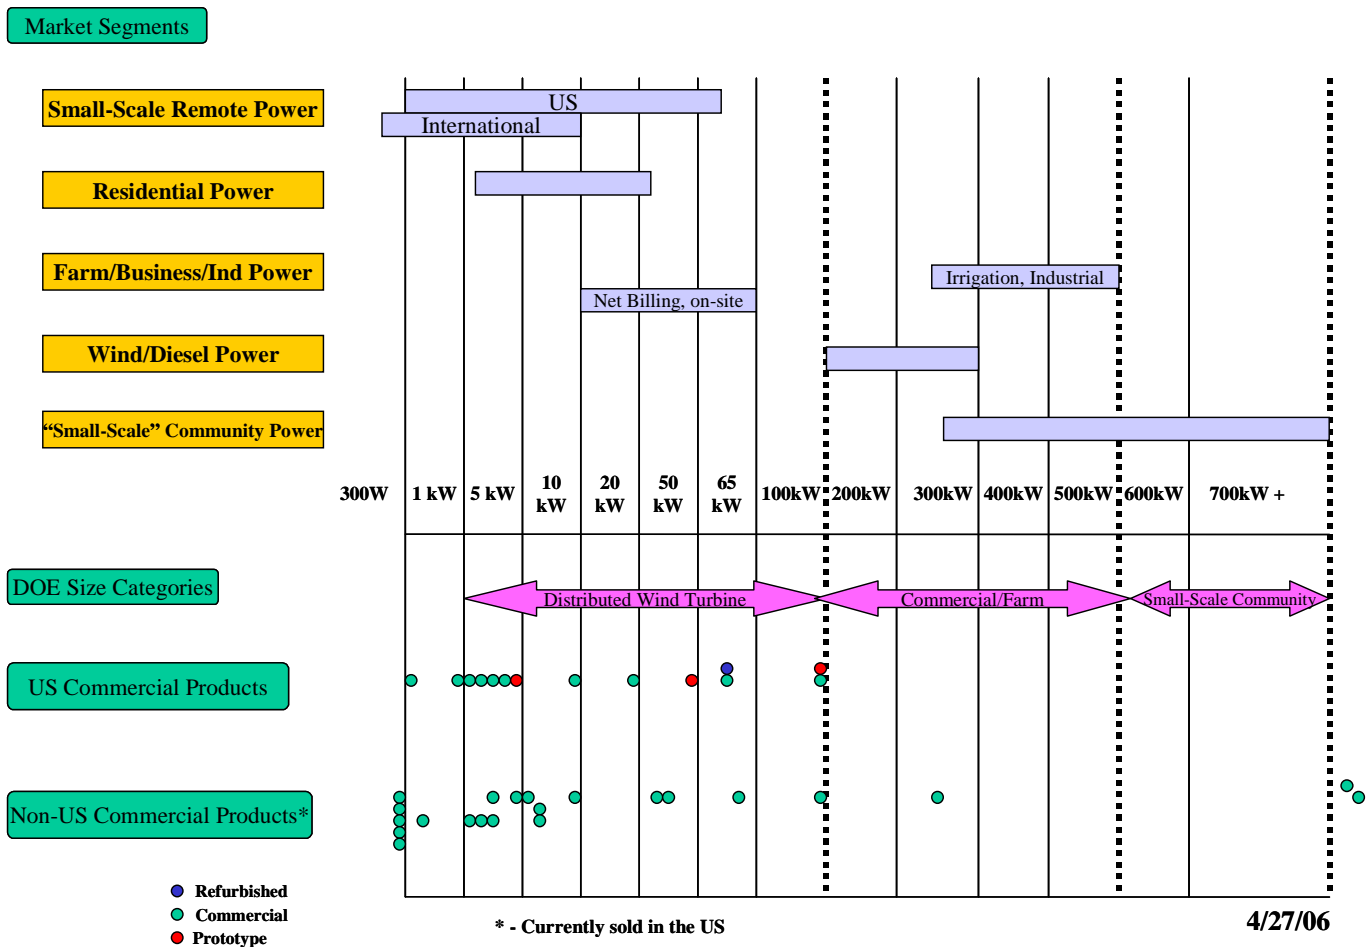 Market Segments
Small-Scale Remote Power
US
International
Residential Power
Farm/Business/Ind Power
Irrigation, Industrial
Net Billing, on-site
Wind/Diesel Power
“Small-Scale” Community Power
300W 1 kW 5 kW 10 kW 20 kW 50 kW 65 kW 100kW 200kW 300kW 400kW 500kW 600kW 700kW +
DOE Size Categories
Distributed Wind Turbine
Commercial/Farm
Small-Scale Community
US Commercial Products
Non-US Commercial Products*
Refurbished
Commercial
Prototype
* - Currently sold in the US
4/27/06